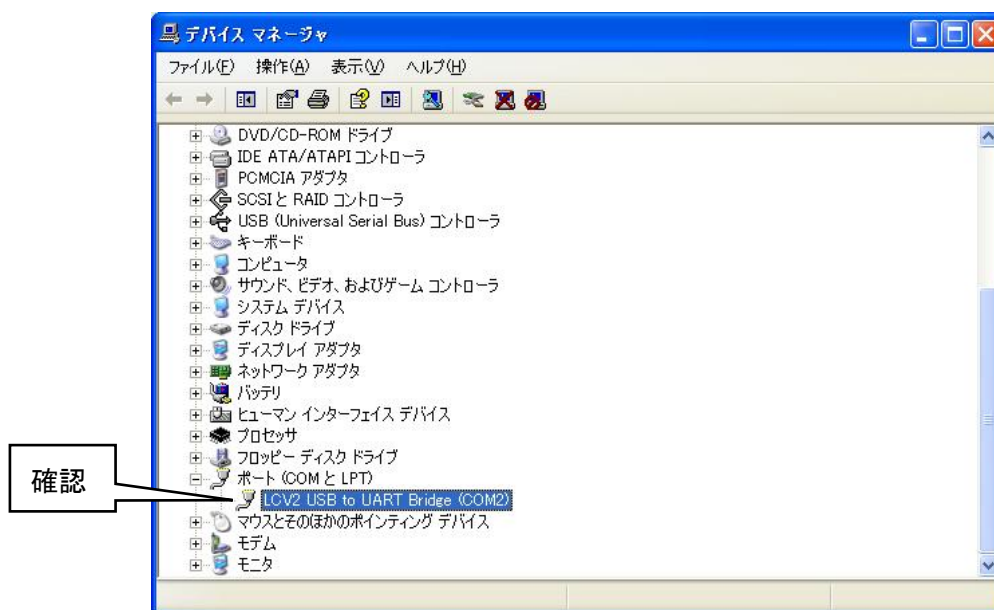 デバイス マネージャ
ファイル(F) 操作(A) 表示(V) ヘルプ(H)
DVD/CD-ROM ドライブ
IDE ATA/ATAPI コントローラ
PCMCIA アダプタ
SCSI と RAID コントローラ
USB (Universal Serial Bus) コントローラ
キーボード
コンピュータ
サウンド、ビデオ、およびゲーム コントローラ
システム デバイス
ディスク ドライブ
ディスプレイ アダプタ
ネットワーク アダプタ
バッテリ
ヒューマン インターフェイス デバイス
プロセッサ
フロッピー ディスク ドライブ
ポート (COM と LPT)
確認
LCV2 USB to UART Bridge (COM2)
マウスとそのほかのポインティング デバイス
モデム
モニタ